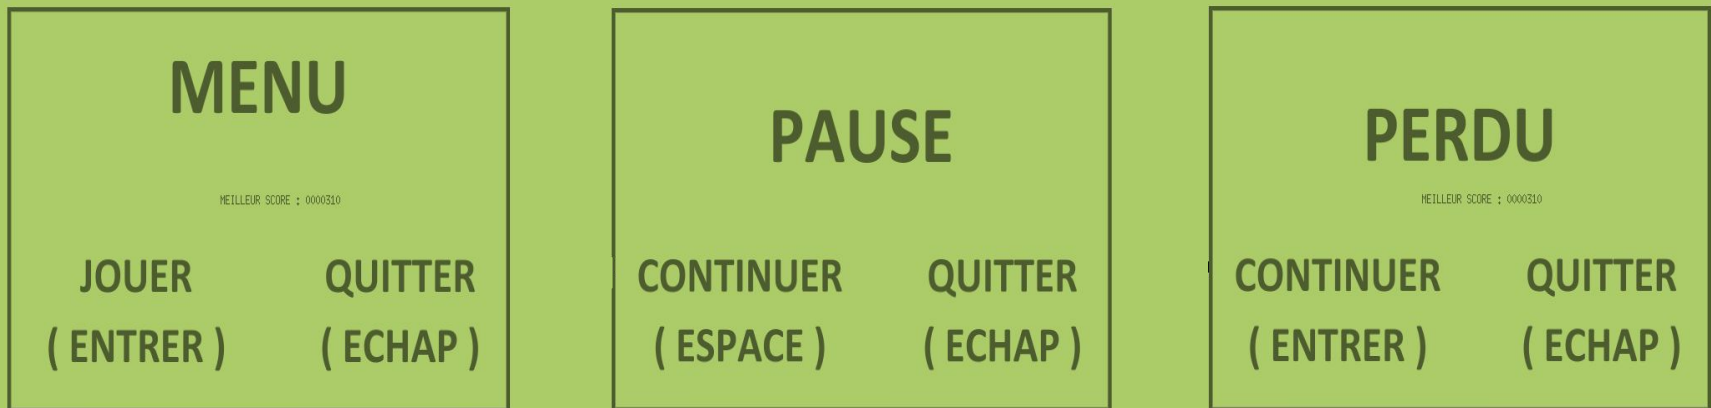 MENU
MEILLEUR SCORE : 0000310
JOUER QUITTER
( ENTRER ) ( ECHAP )
PAUSE
CONTINUER QUITTER
( ESPACE ) ( ECHAP )
PERDU
MEILLEUR SCORE : 0000310
CONTINUER QUITTER
( ENTRER ) ( ECHAP )